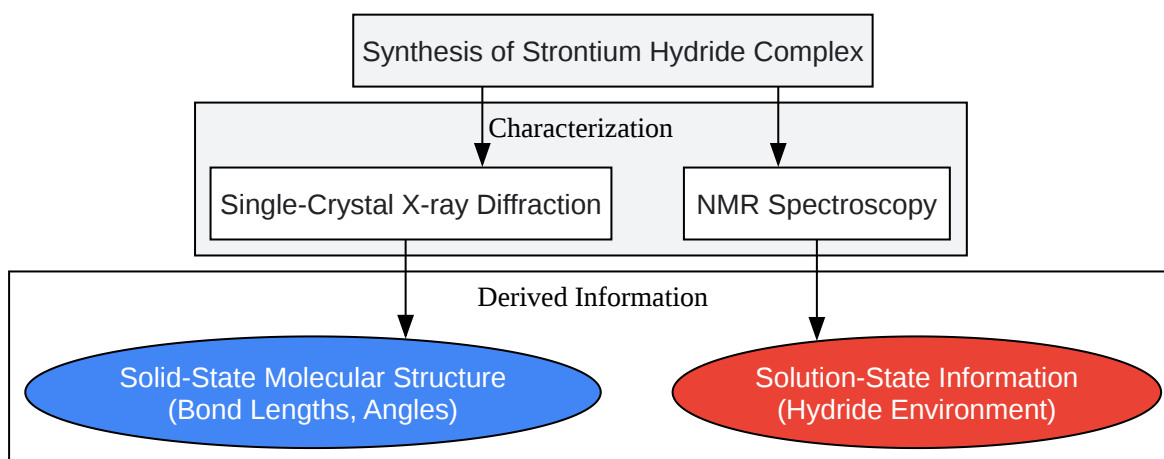 Synthesis of Strontium Hydride Complex
Characterization
Single-Crystal X-ray Diffraction
NMR Spectroscopy
Derived Information
Solid-State Molecular Structure
(Bond Lengths, Angles)
Solution-State Information
(Hydride Environment)